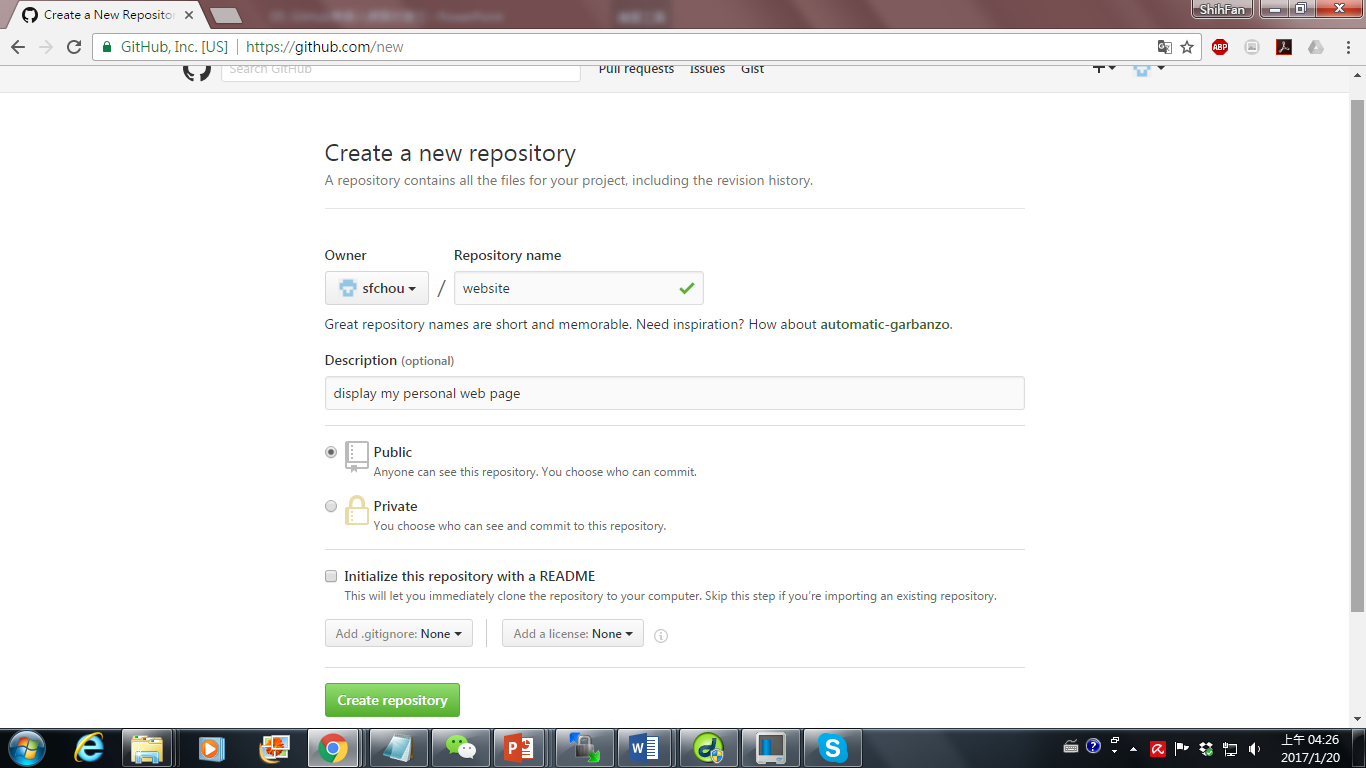 Create a New Repositor
ShihFan
GitHub, Inc. [US] https://github.com/new
ABP
Search GitHub
Pull requests Issues Gist
Create a new repository
A repository contains all the files for your project, including the revision history.
Owner Repository name
sfchou / website
Great repository names are short and memorable. Need inspiration? How about automatic-garbanzo.
Description (optional)
display my personal web page
Public
Anyone can see this repository. You choose who can commit.
Private
You choose who can see and commit to this repository.
Initialize this repository with a README
This will let you immediately clone the repository to your computer. Skip this step if you're importing an existing repository.
Add .gitignore: None Add a license: None
Create repository
上午 04:26
2017/1/20